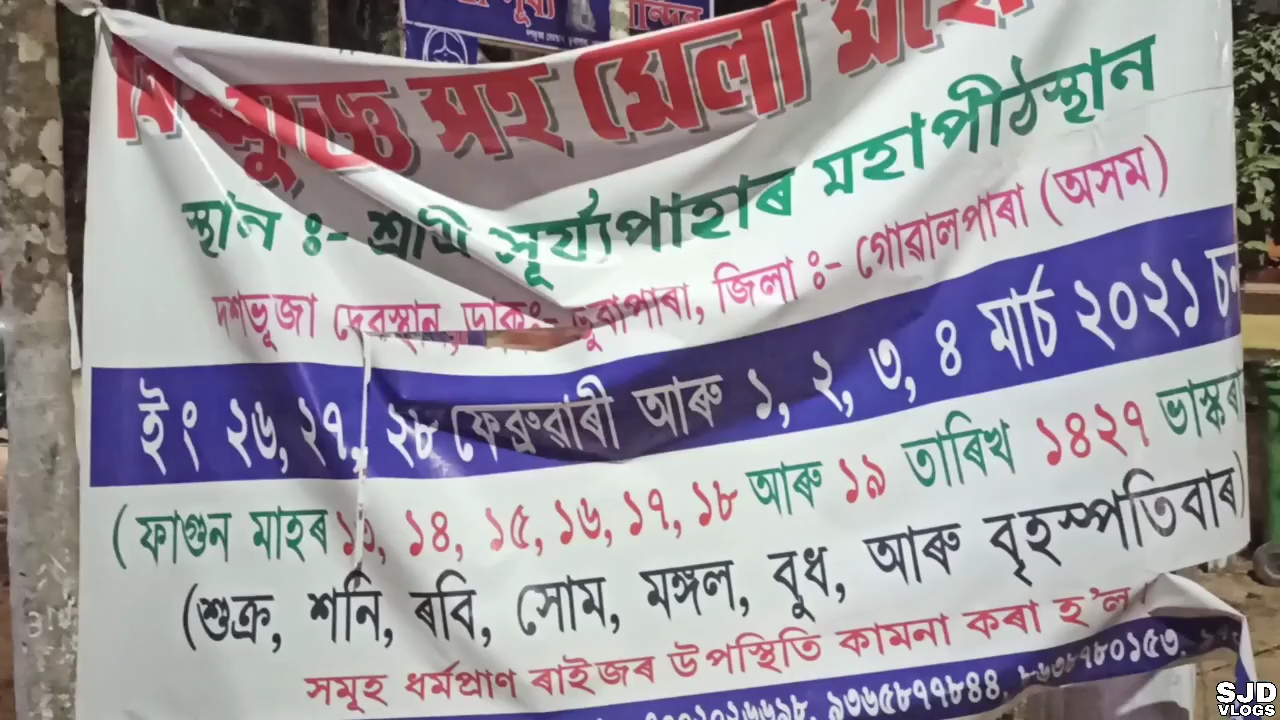 সহ মেলা
স্থান ঃ- শ্ৰীশ্ৰী সূৰ্য্যপাহাৰ মহাপীঠস্থান
দশভূজা দেৱস্থান, ডাকঃ- ডুবাপাৰা, জিলা ঃ- গোৱালপাৰা (অসম)
ইং ২৬, ২৭, ২৮ ফেব্ৰুৱাৰী আৰু ১, ২, ৩, ৪ মাৰ্চ ২০২১
(ফাগুন মাহৰ ১৩, ১৪, ১৫, ১৬, ১৭, ১৮ আৰু ১৯ তাৰিখ ১৪২৭ ভাস্কৰ
(শুক্ৰ, শনি, ৰবি, সোম, মঙ্গল, বুধ, আৰু বৃহস্পতিবাৰ)
সমূহ ধৰ্মপ্ৰাণ ৰাইজৰ উপস্থিতি কামনা কৰা হ'ল।
৯৩৬৫৮৭৭৮৪৪,
SJD
VLOGS